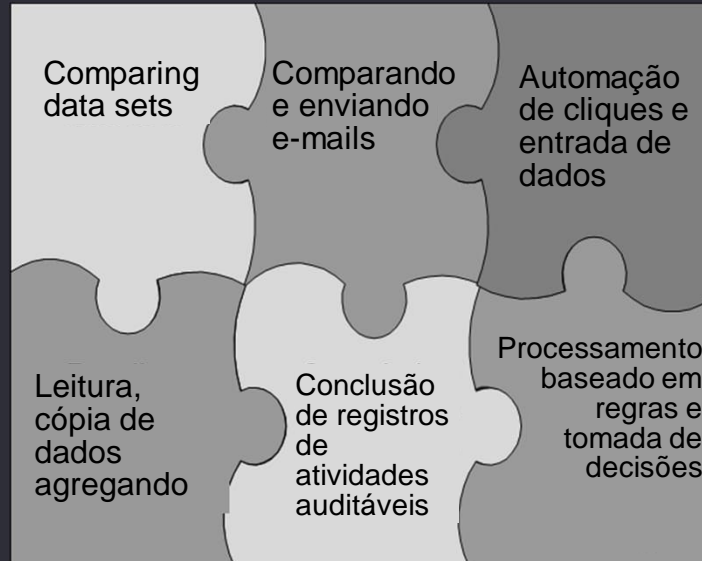 Comparing
data sets
Comparando
e enviando
e-mails
Automação
de cliques e
entrada de
dados
Leitura,
cópia de
dados
agregando
Conclusão
de registros
de
atividades
auditáveis
Processamento
baseado em
regras e
tomada de
decisões